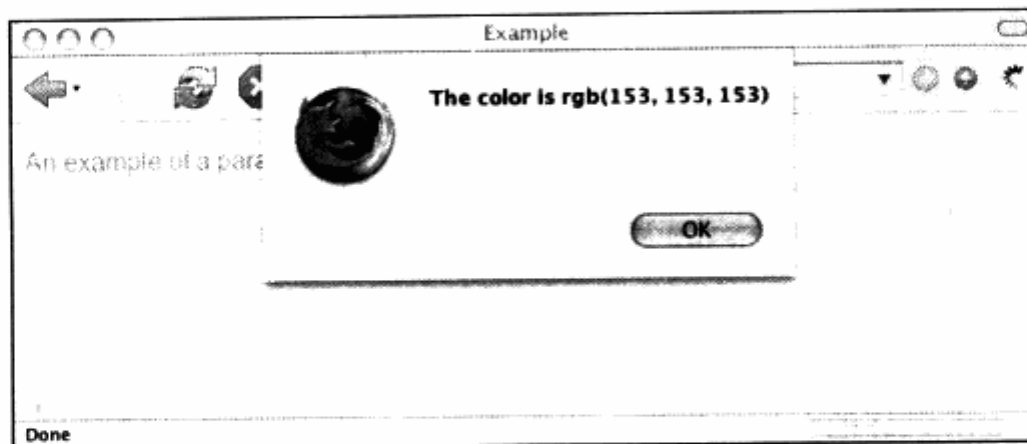 Example
The color is rgb(153, 153, 153)
An example of a para
OK
Done